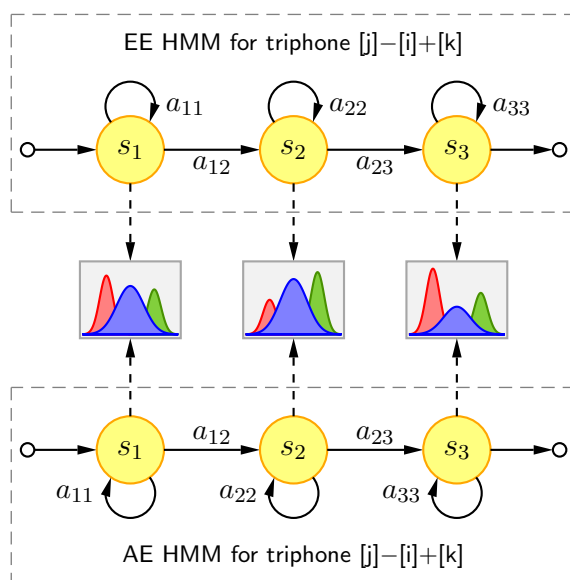 EE HMM for triphone [j]−[i]+[k]
a11 a22 a33
s1 s2 s3
a12 a23
a12 a23
s1 s2 s3
a11 a22 a33
AE HMM for triphone [j]−[i]+[k]